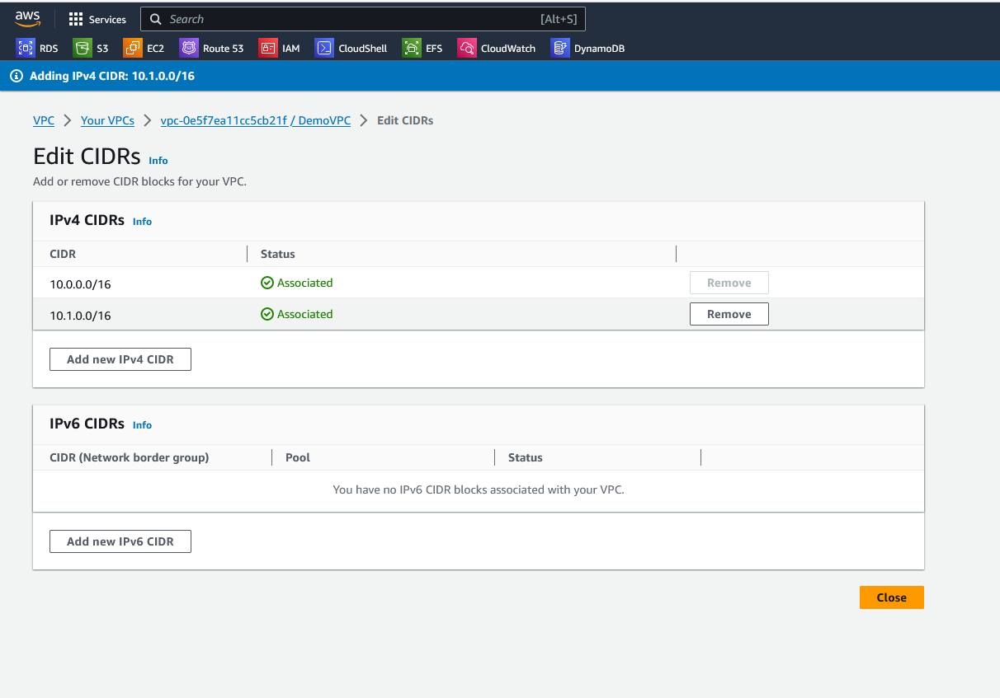 aws Services Search [Alt+S]
RDS S3 EC2 Route 53 IAM CloudShell EFS CloudWatch DynamoDB
Adding IPv4 CIDR: 10.1.0.0/16
VPC Your VPCs vpc-0e5f7ea11cc5cb21f / DemoVPC Edit CIDRs
Edit CIDRs Info
Add or remove CIDR blocks for your VPC.
IPv4 CIDRs Info
CIDR Status
10.0.0.0/16 Associated Remove
10.1.0.0/16 Associated Remove
Add new IPv4 CIDR
IPv6 CIDRs Info
CIDR (Network border group) Pool Status
You have no IPv6 CIDR blocks associated with your VPC.
Add new IPv6 CIDR
Close